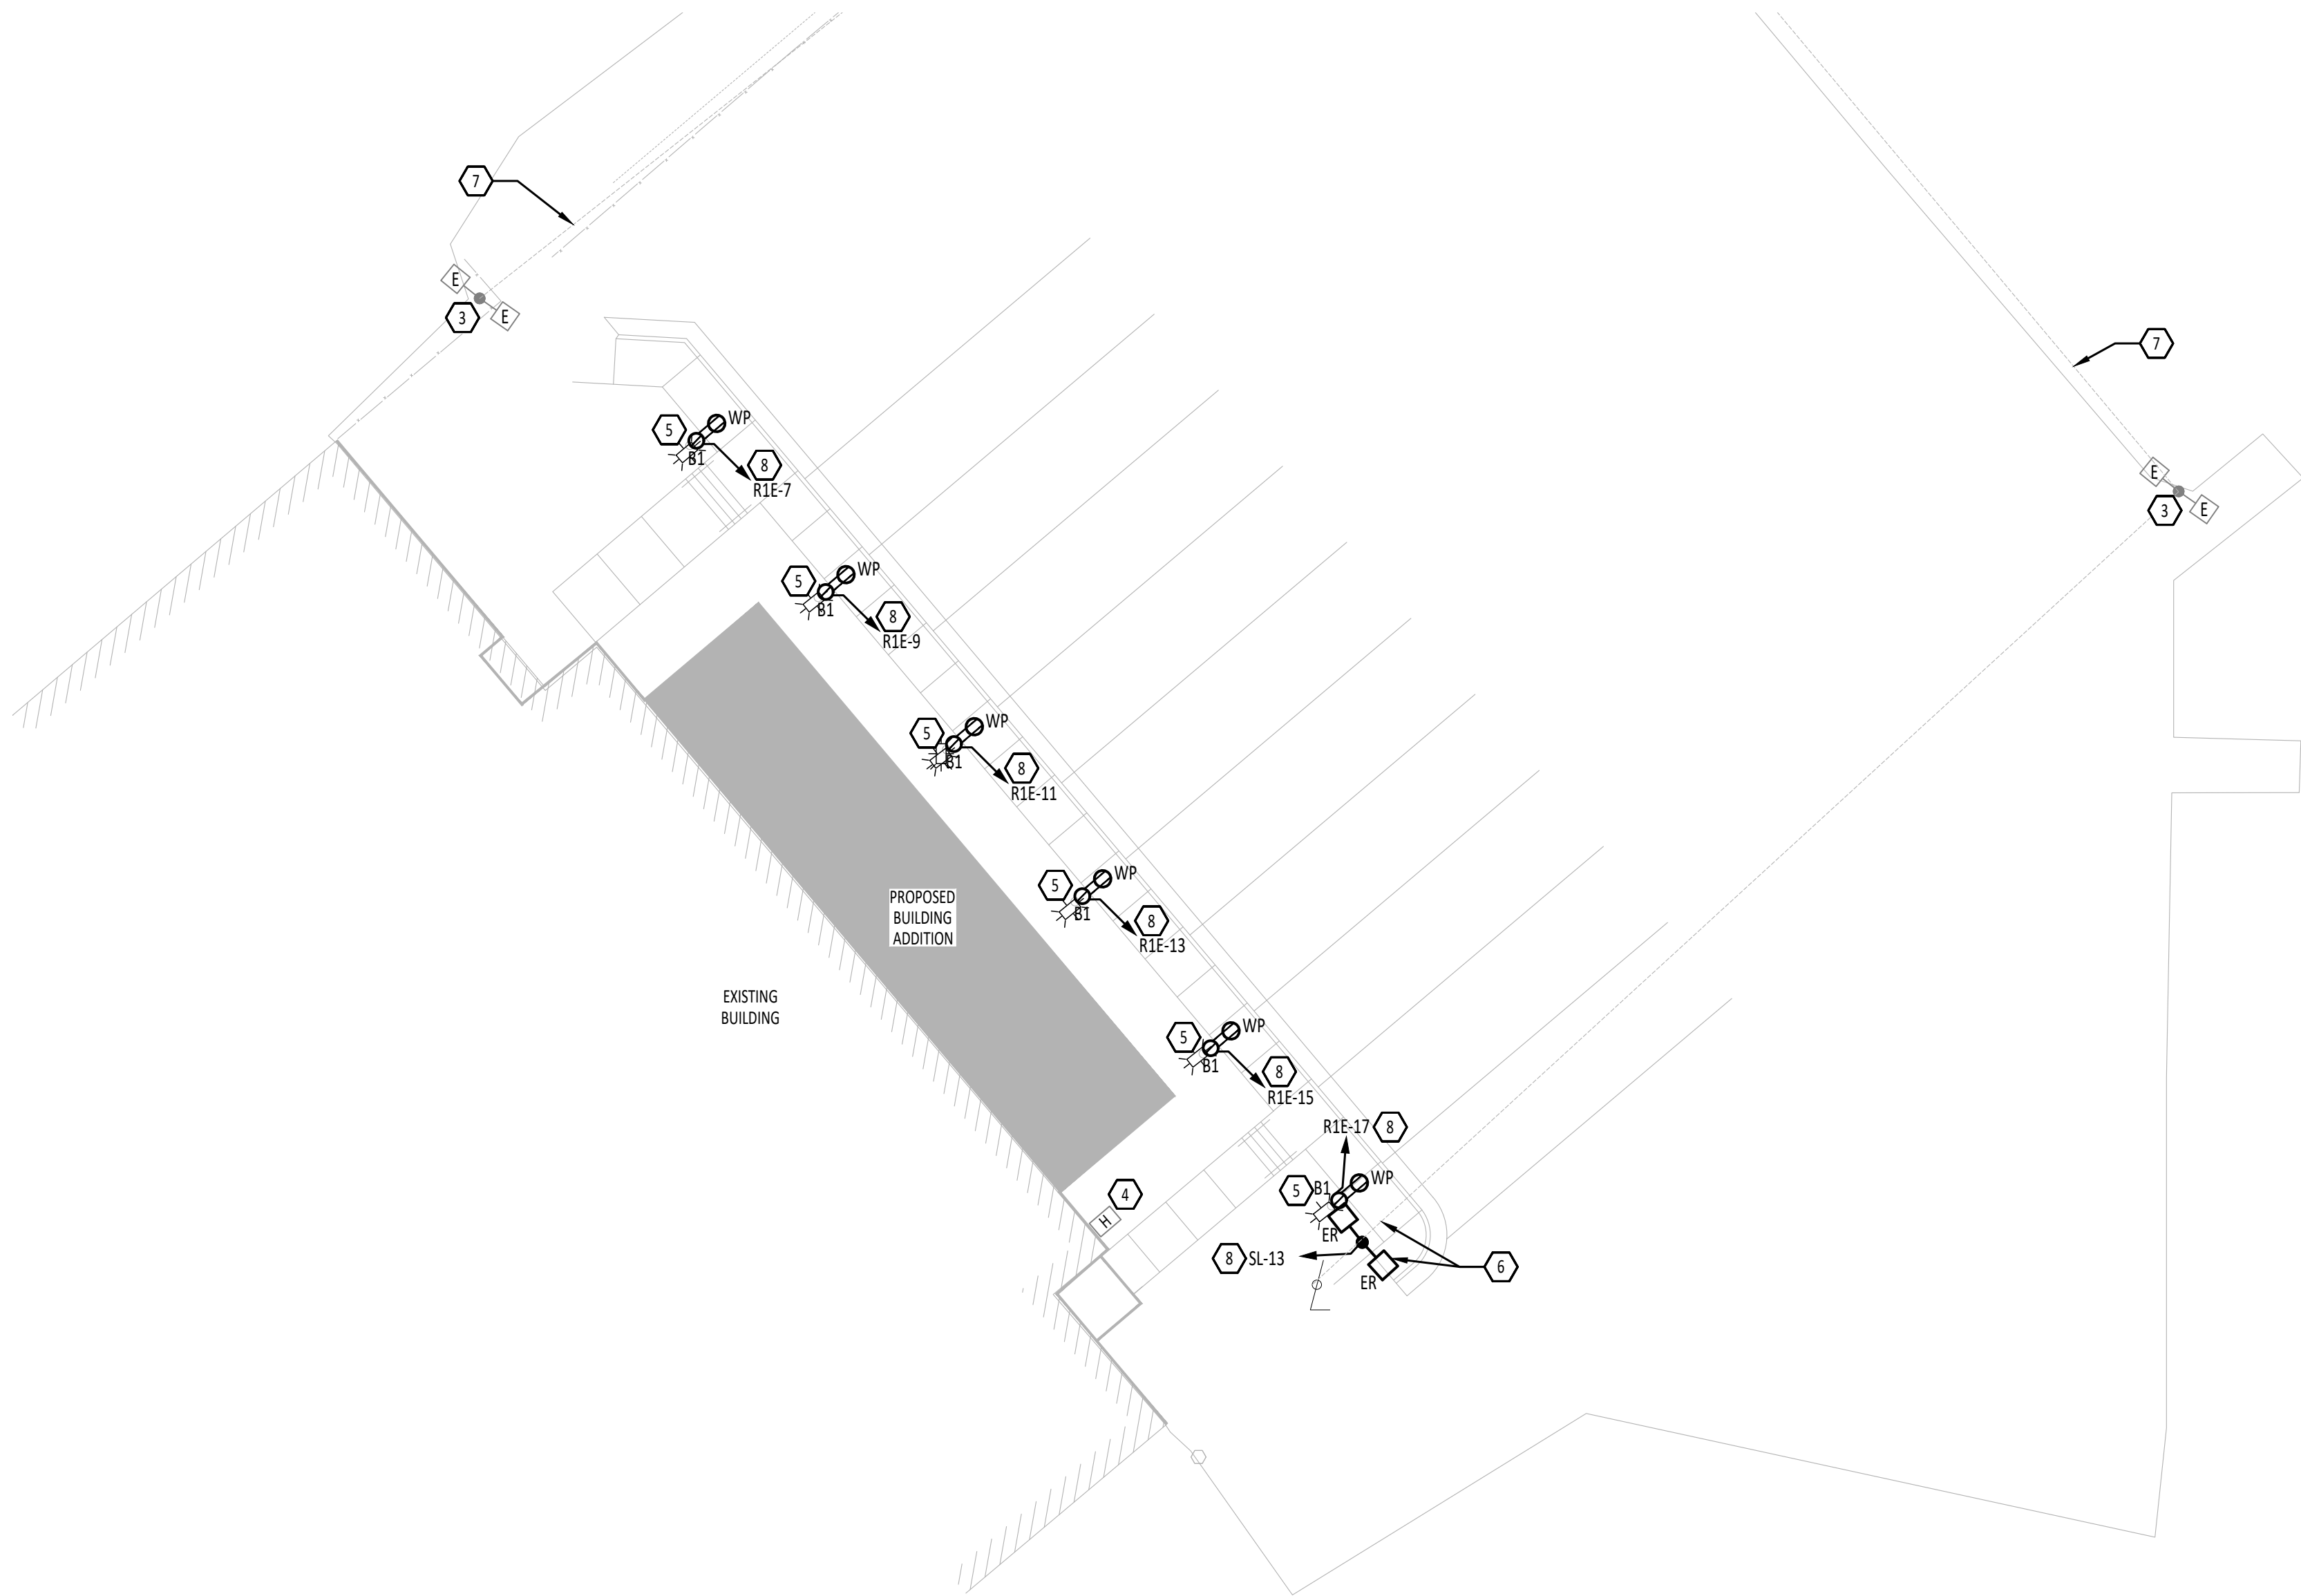 7
E
3
E
7
E
3
E
5
WP
B1
8
R1E-7
5
WP
B1
8
R1E-9
5
WP
B1
8
R1E-11
PROPOSED
BUILDING
ADDITION
5
WP
B1
8
R1E-13
EXISTING
BUILDING
5
WP
B1
8
R1E-15
R1E-17
8
4
H
5
B1
WP
ER
8
SL-13
ER
6